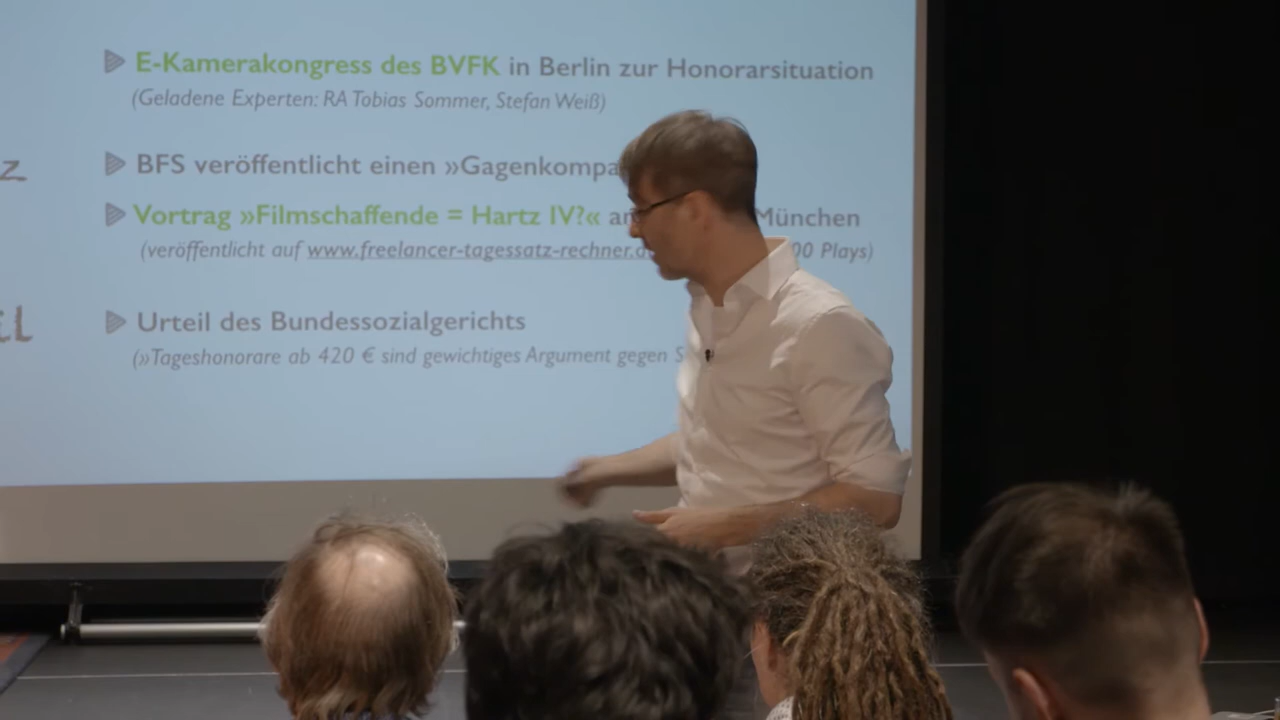 E-Kamerakongress des BVFK in Berlin zur Honorarsituation
(Geladene Experten: RA Tobias Sommer, Stefan Weiß)
z
BFS veröffentlicht einen »Gagenkompa
Vortrag »Filmschaffende = Hartz IV?« an München
(veröffentlicht auf www.freelancer-tagessatz-rechner.d 00 Plays)
Urteil des Bundessozialgerichts
(»Tageshonorare ab 420 € sind gewichtiges Argument gegen S